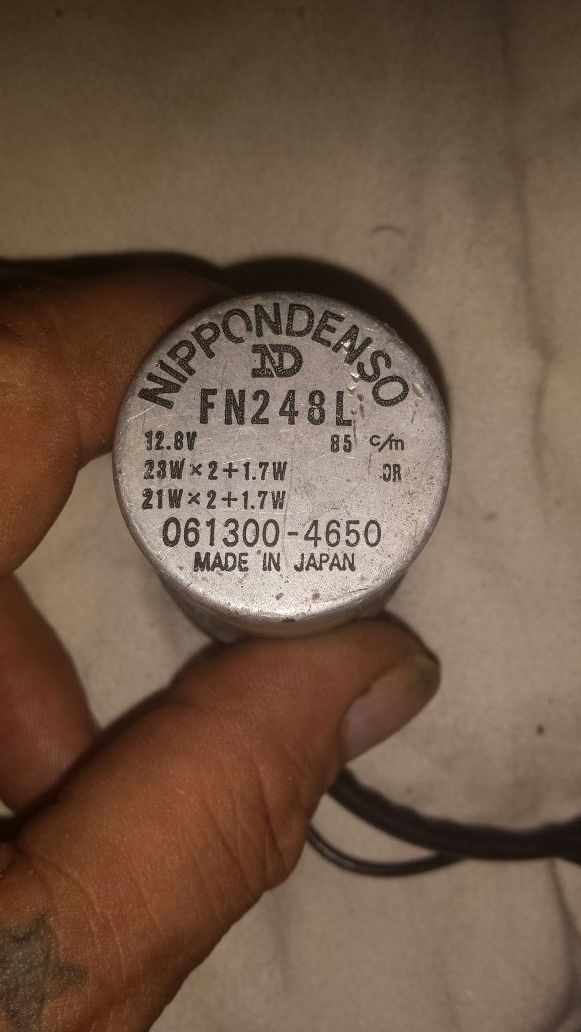 NIPPONDENSO
ND
FN248L
12.8V 85 c/m
23W×2+1.7W OR
21W×2+1.7W
061300-4650
MADE IN JAPAN